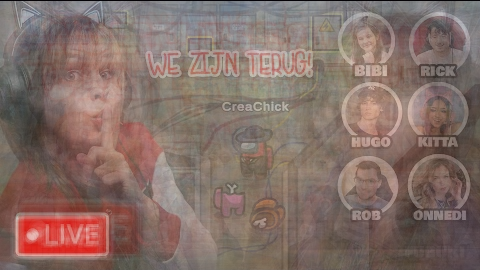 WE ZIJN TERUG!
CreaChick
BIBI RICK
HUGO KITTA
ROB ONNEDI
LIVE